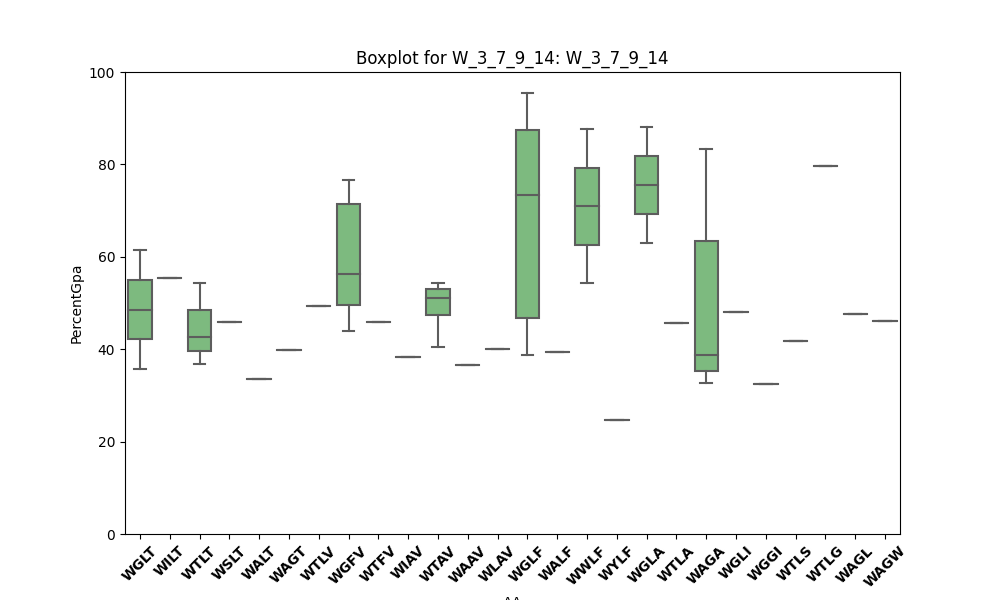 Boxplot for W_3_7_9_14: W_3_7_9_14
100
80
60
40
20
0
PercentGpa
WGLT WILT WTLT WSLT WALT WAGT WTLV WGFV WTFV WIAV WTAV WAAV WLAV WGLF WALF WWLF WYLF WGLA WTLA WAGA WGLI WGGI WTLS WTLG WAGL WAGW